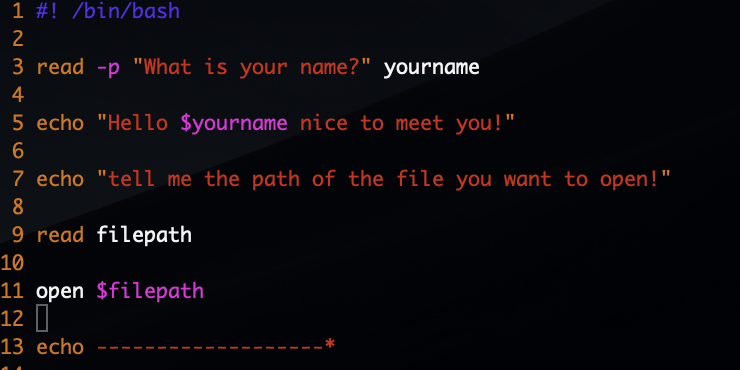 1 #! /bin/bash
2
3 read -p "What is your name?" yourname
4
5 echo "Hello $yourname nice to meet you!"
6
7 echo "tell me the path of the file you want to open!"
8
9 read filepath
10
11 open $filepath
12
13 echo -------------------*